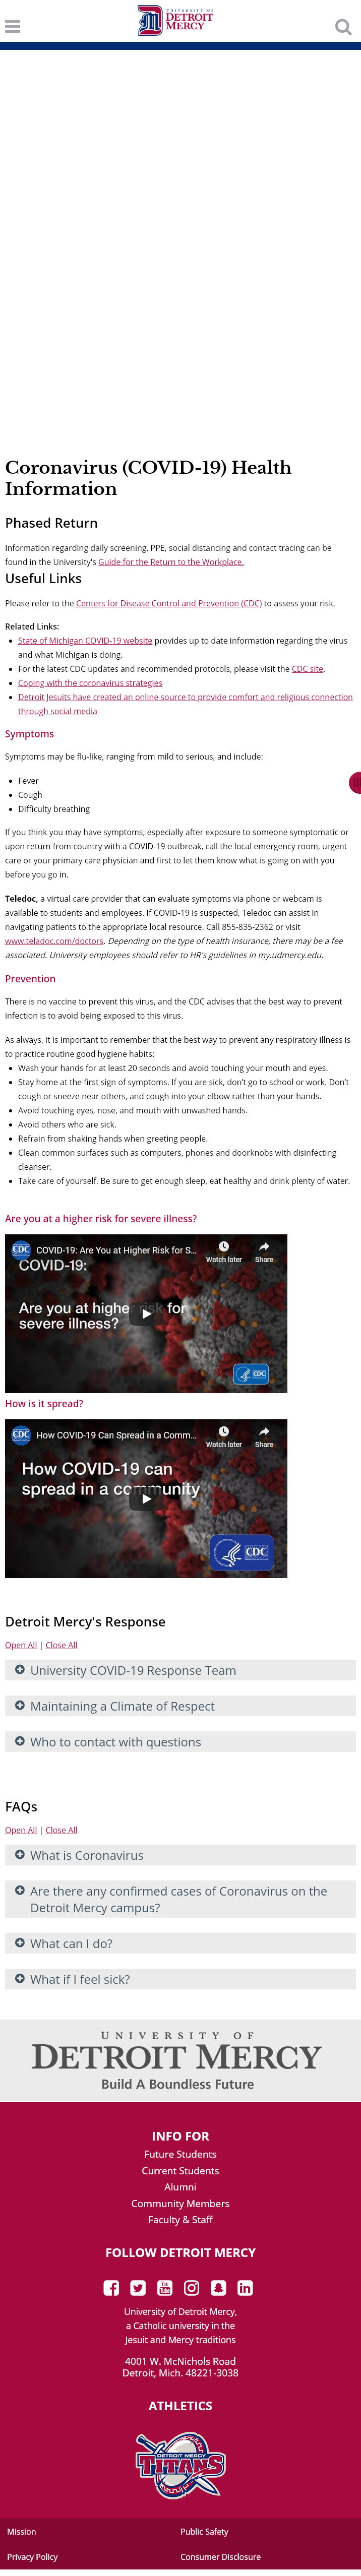 UNIVERSITY OF
DETROIT
MERCY
Coronavirus (COVID-19) Health
Information
Phased Return
Information regarding daily screening, PPE, social distancing and contact tracing can be
found in the University's Guide for the Return to the Workplace.
Useful Links
Please refer to the Centers for Disease Control and Prevention (CDC) to assess your risk.
Related Links:
State of Michigan COVID-19 website provides up to date information regarding the virus
and what Michigan is doing.
For the latest CDC updates and recommended protocols, please visit the CDC site.
Coping with the coronavirus strategies
Detroit Jesuits have created an online source to provide comfort and religious connection
through social media
Symptoms
Symptoms may be flu-like, ranging from mild to serious, and include:
Fever
Cough
Difficulty breathing
If you think you may have symptoms, especially after exposure to someone symptomatic or
upon return from country with a COVID-19 outbreak, call the local emergency room, urgent
care or your primary care physician and first to let them know what is going on with you
before you go in.
Teledoc, a virtual care provider that can evaluate symptoms via phone or webcam is
available to students and employees. If COVID-19 is suspected, Teledoc can assist in
navigating patients to the appropriate local resource. Call 855-835-2362 or visit
www.teladoc.com/doctors. Depending on the type of health insurance, there may be a fee
associated. University employees should refer to HR's guidelines in my.udmercy.edu.
Prevention
There is no vaccine to prevent this virus, and the CDC advises that the best way to prevent
infection is to avoid being exposed to this virus.
As always, it is important to remember that the best way to prevent any respiratory illness is
to practice routine good hygiene habits:
Wash your hands for at least 20 seconds and avoid touching your mouth and eyes.
Stay home at the first sign of symptoms. If you are sick, don't go to school or work. Don't
cough or sneeze near others, and cough into your elbow rather than your hands.
Avoid touching eyes, nose, and mouth with unwashed hands.
Avoid others who are sick.
Refrain from shaking hands when greeting people.
Clean common surfaces such as computers, phones and doorknobs with disinfecting
cleanser.
Take care of yourself. Be sure to get enough sleep, eat healthy and drink plenty of water.
Are you at a higher risk for severe illness?
CDC COVID-19: Are You at Higher Risk for S... Watch later Share
COVID-19:
Are you at higher risk for
severe illness?
CDC
How is it spread?
CDC How COVID-19 Can Spread in a Comm... Watch later Share
How COVID-19 can
spread in a community
CDC
Detroit Mercy's Response
Open All | Close All
University COVID-19 Response Team
Maintaining a Climate of Respect
Who to contact with questions
FAQs
Open All | Close All
What is Coronavirus
Are there any confirmed cases of Coronavirus on the
Detroit Mercy campus?
What can I do?
What if I feel sick?
UNIVERSITY OF
DETROIT MERCY
Build A Boundless Future
INFO FOR
Future Students
Current Students
Alumni
Community Members
Faculty & Staff
FOLLOW DETROIT MERCY
You Tube
University of Detroit Mercy,
a Catholic university in the
Jesuit and Mercy traditions
4001 W. McNichols Road
Detroit, Mich. 48221-3038
ATHLETICS
DETROIT MERCY
TITANS
Mission Public Safety
Privacy Policy Consumer Disclosure